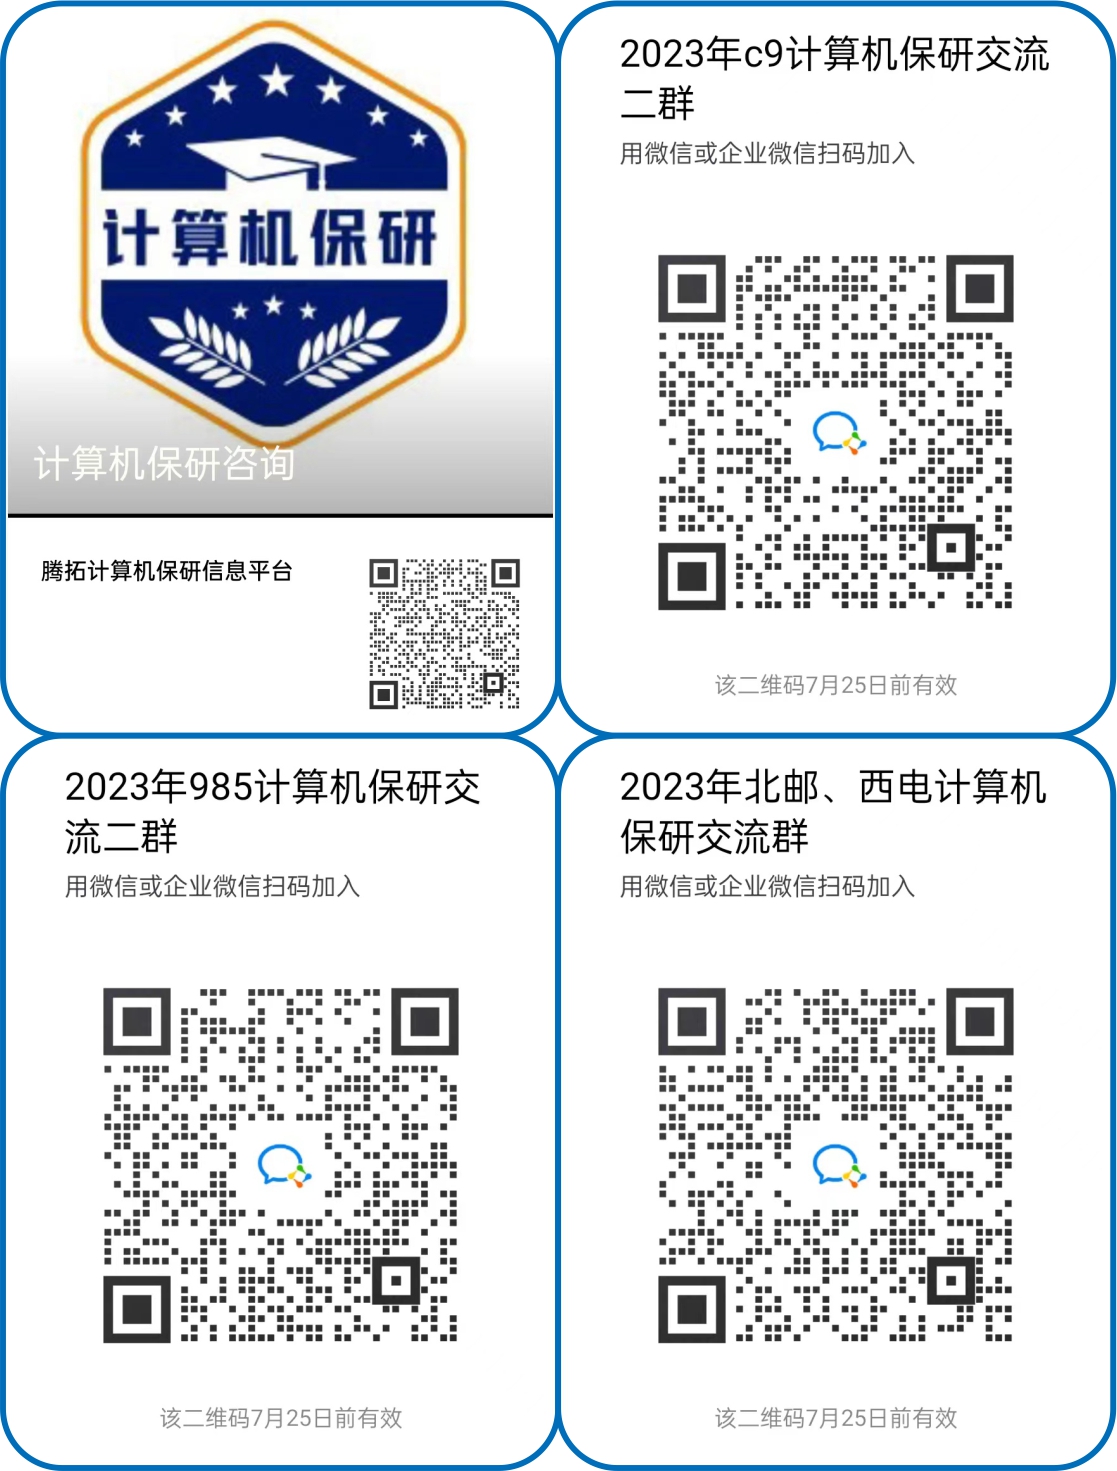 计算机保研
计算机保研咨询
腾拓计算机保研信息平台
2023年c9计算机保研交流
二群
用微信或企业微信扫码加入
该二维码7月25日前有效
2023年985计算机保研交
流二群
用微信或企业微信扫码加入
该二维码7月25日前有效
2023年北邮、西电计算机
保研交流群
用微信或企业微信扫码加入
该二维码7月25日前有效